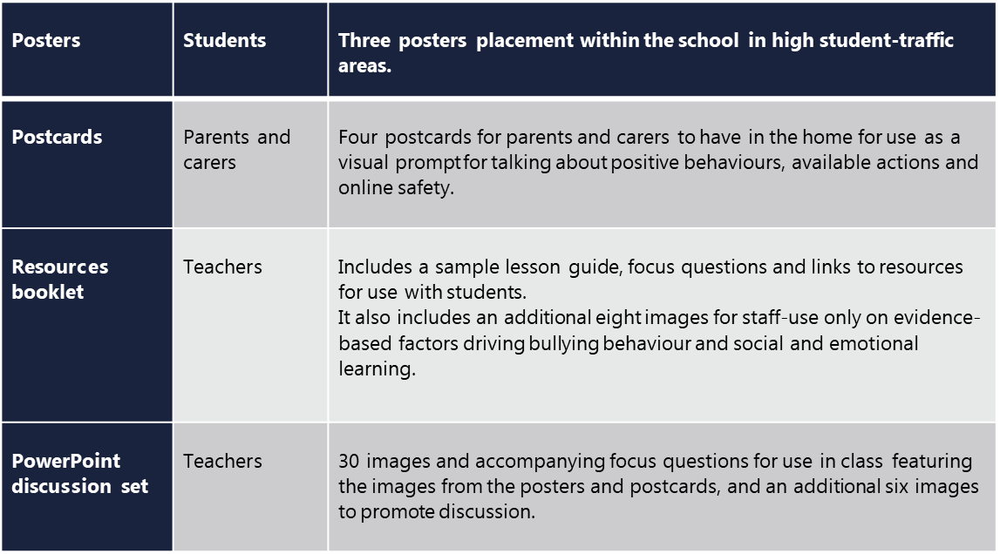 Posters
Students
Three posters placement within the school in high student-traffic
areas.
Postcards
Parents and
carers
Four postcards for parents and carers to have in the home for use as a
visual prompt for talking about positive behaviours, available actions and
online safety.
Resources
booklet
Teachers
Includes a sample lesson guide, focus questions and links to resources
for use with students.
It also includes an additional eight images for staff-use only on evidence-
based factors driving bullying behaviour and social and emotional
learning.
PowerPoint
discussion set
Teachers
30 images and accompanying focus questions for use in class featuring
the images from the posters and postcards, and an additional six images
to promote discussion.